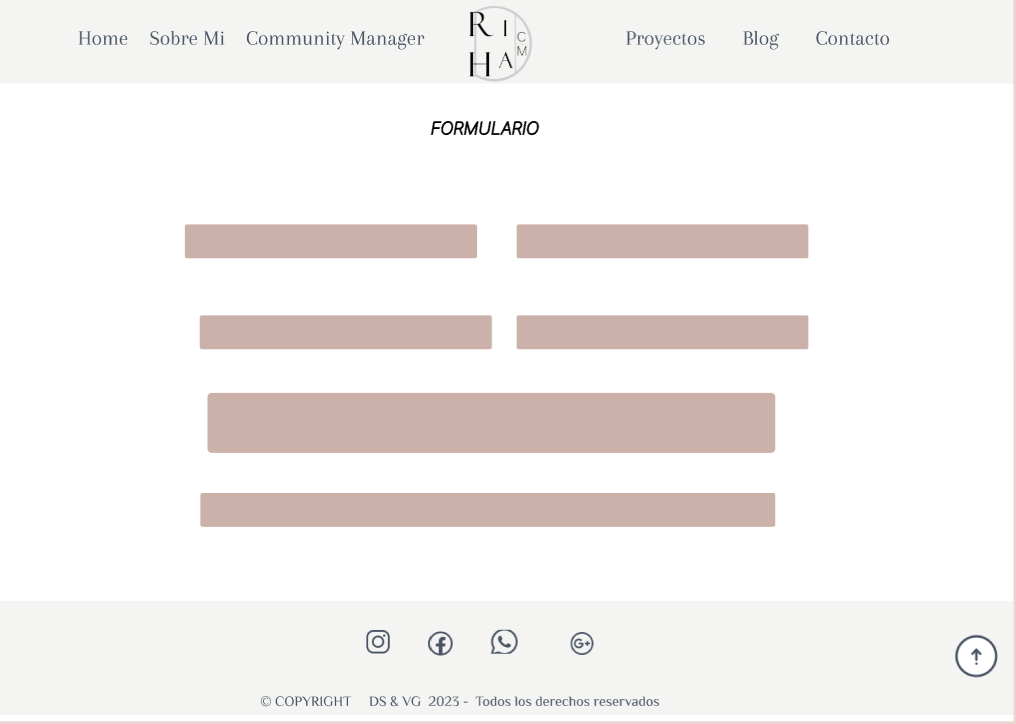 Home Sobre Mi Community Manager
R I
H A
C
M
Proyectos Blog Contacto
FORMULARIO
G+
© COPYRIGHT DS & VG 2023 - Todos los derechos reservados